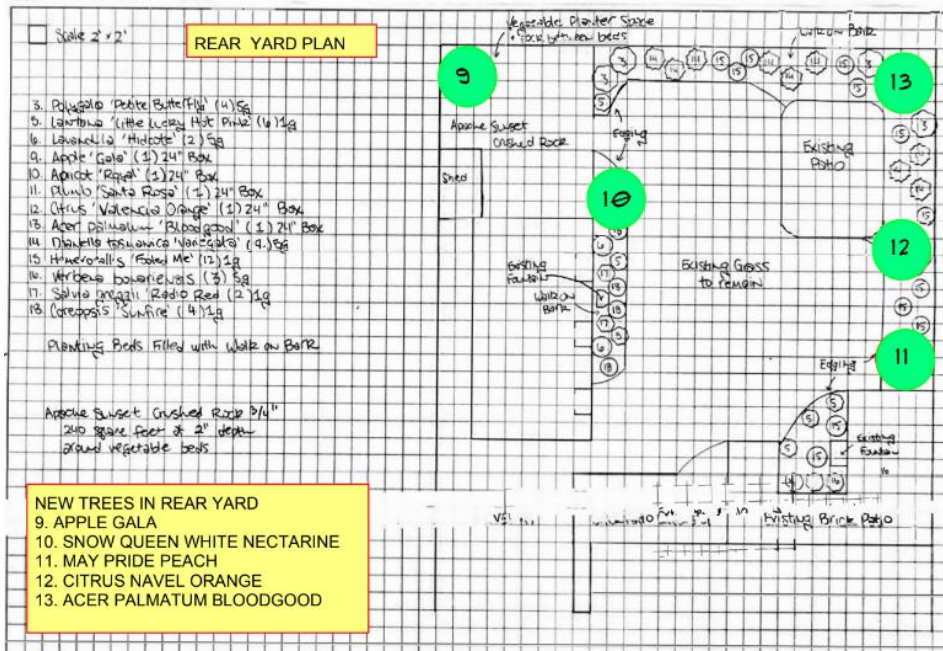 Scale 2' x 2'
REAR YARD PLAN
Vegetable Planter Space
• Rock between beds
Walk on Bark
3. Polygala 'Petite Butterfly' (4) 5g
5. Lantana 'Little Lucky Hot Pink' (6) 1g
6. Lavandula 'Hidcote' (2) 5g
9. Apple 'Gala' (1) 24" Box
10. Apricot 'Royal' (1) 24" Box
11. Plumb 'Santa Rosa' (1) 24" Box
12. Citrus 'Valencia Orange' (1) 24" Box
13. Acer palmatum 'Bloodgood' (1) 24" Box
14. Dianella tasmanica 'Variegata' (9) 5g
15 Hemerocallis 'Fooled Me' (12) 1g
16. Verbena bonariensis (3) 5g
17. Salvia greggii 'Radio Red' (2) 1g
18. Coreopsis 'Sunfire' (4) 1g
Planting Beds Filled with Walk on Bark
Apache Sunset Crushed Rock 3/4"
240 square feet at 2" depth
around vegetable beds
9
13
10
12
11
Apache Sunset
Crushed Rock
Shed
Edging
Existing
Patio
Existing
Fountain
Walk on
Bark
Existing Grass
to remain
Edging
Existing
Fountain
Existing Brick Patio
NEW TREES IN REAR YARD
9. APPLE GALA
10. SNOW QUEEN WHITE NECTARINE
11. MAY PRIDE PEACH
12. CITRUS NAVEL ORANGE
13. ACER PALMATUM BLOODGOOD